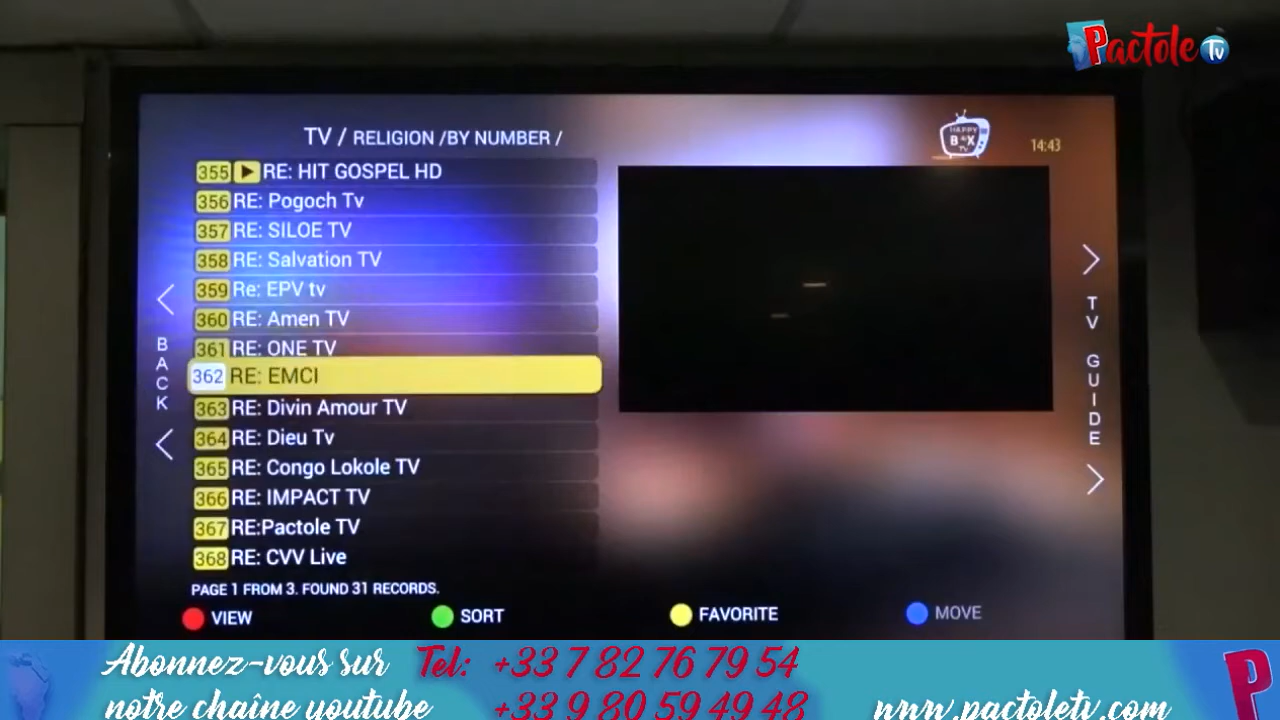 Pactole Tv
TV / RELIGION /BY NUMBER /
HAPPY
BOX
TV
14:43
355 RE: HIT GOSPEL HD
356 RE: Pogoch Tv
357 RE: SILOE TV
358 RE: Salvation TV
359 Re: EPV tv
360 RE: Amen TV
361 RE: ONE TV
362 RE: EMCI
363 RE: Divin Amour TV
364 RE: Dieu Tv
365 RE: Congo Lokole TV
366 RE: IMPACT TV
367 RE:Pactole TV
368 RE: CVV Live
BACK
TV GUIDE
PAGE 1 FROM 3. FOUND 31 RECORDS.
VIEW SORT FAVORITE MOVE
Abonnez-vous sur Tel: +33 7 82 76 79 54
notre chaîne youtube +33 9 80 59 49 48 www.pactoletv.com
P